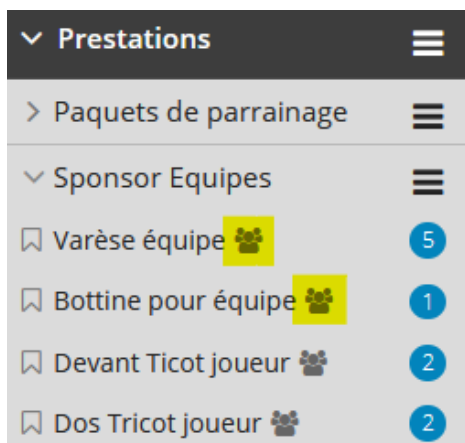 Prestations
Paquets de parrainage
Sponsor Equipes
Varèse équipe 5
Bottine pour équipe 1
Devant Ticot joueur 2
Dos Tricot joueur 2